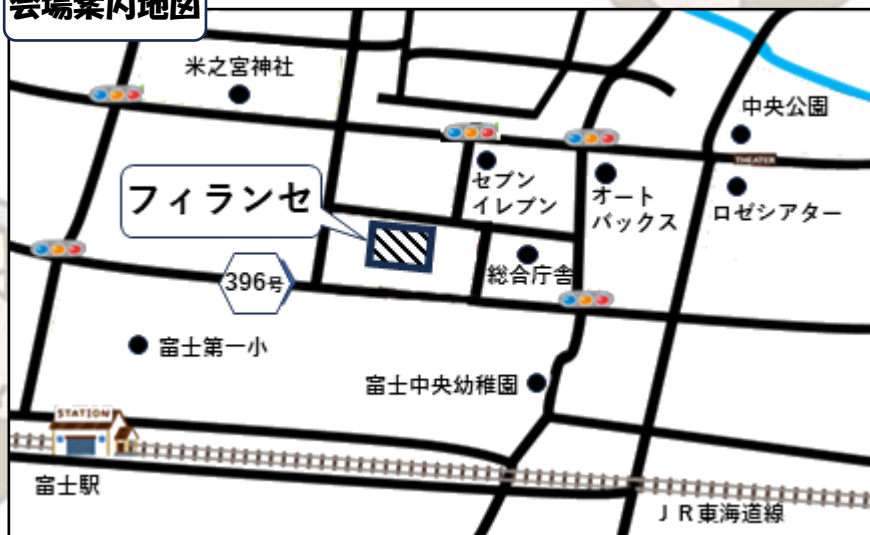 会場案内地図
米之宮神社
中央公園
THEATER
セブン
イレブン
オート
バックス
ロゼシアター
フィランセ
総合庁舎
396号
富士第一小
富士中央幼稚園
STATION
富士駅
ＪＲ東海道線